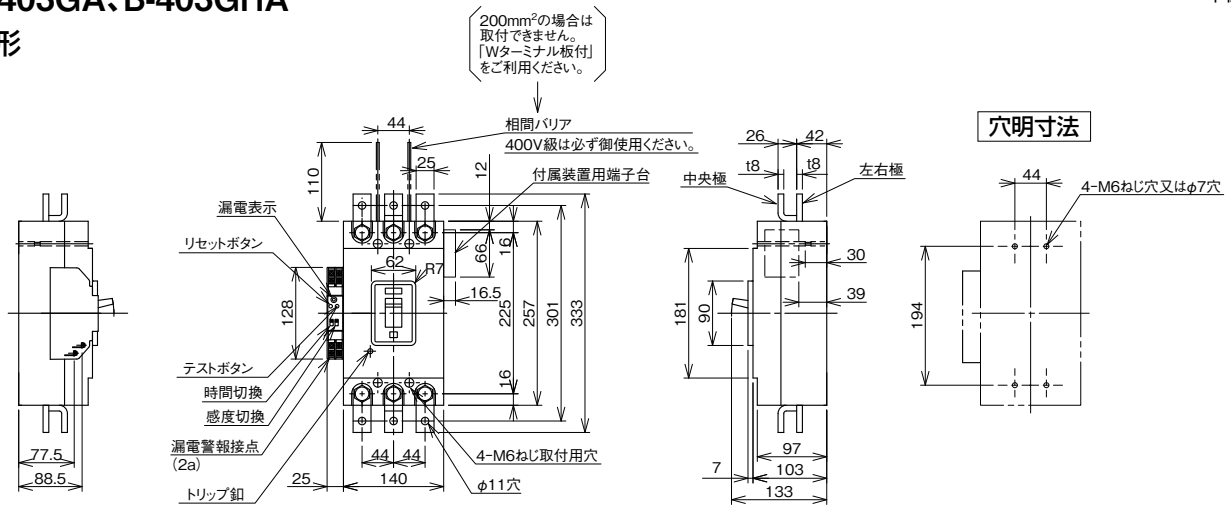 403GA、B-403GHA
形
200mm²の場合は
取付できません。
「Wターミナル板付」
をご利用ください。
44
相間バリア
400V級は必ず御使用ください。
25
12
付属装置用端子台
110
漏電表示
リセットボタン
62
R7
66
16
16.5
128
225
257
301
333
テストボタン
時間切換
感度切換
漏電警報接点
(2a)
トリップ釦
16
44
44
4-M6ねじ取付用穴
25
140
φ11穴
77.5
88.5
26
42
t8
t8
中央極
左右極
30
39
181
90
97
7
103
133
穴明寸法
44
4-M6ねじ穴又はφ7穴
194